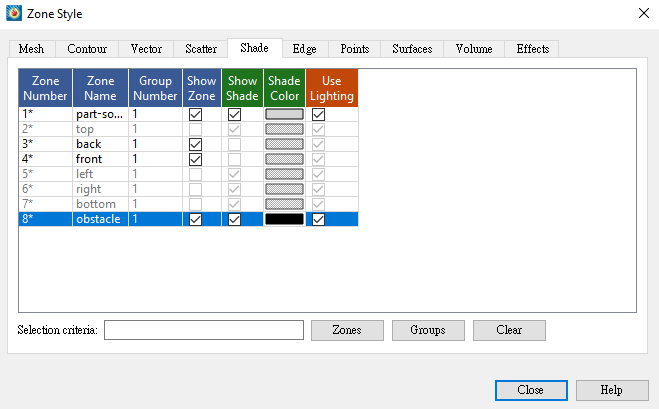 Zone Style
Mesh Contour Vector Scatter Shade Edge Points Surfaces Volume Effects
Zone Number Zone Name Group Number Show Zone Show Shade Shade Color Use Lighting
1* part-so... 1
2* top 1
3* back 1
4* front 1
5* left 1
6* right 1
7* bottom 1
8* obstacle 1
Selection criteria: Zones Groups Clear
Close Help